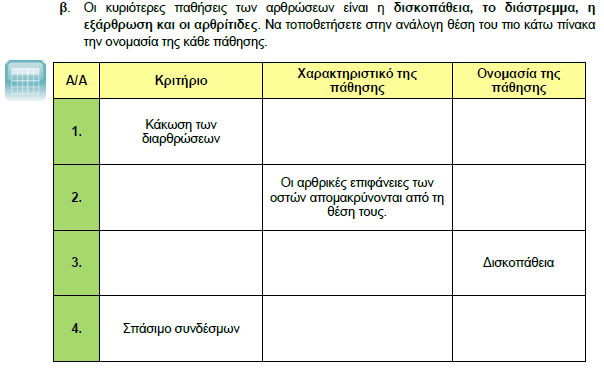 β. Οι κυριότερες παθήσεις των αρθρώσεων είναι η δισκοπάθεια, το διάστρεμμα, η
εξάρθρωση και οι αρθρίτιδες. Να τοποθετήσετε στην ανάλογη θέση του πιο κάτω πίνακα
την ονομασία της κάθε πάθησης.
Α/Α Κριτήριο Χαρακτηριστικό της πάθησης Ονομασία της πάθησης
1. Κάκωση των
διαρθρώσεων
2. Οι αρθρικές επιφάνειες των
οστών απομακρύνονται από τη
θέση τους.
3. Δισκοπάθεια
4. Σπάσιμο συνδέσμων